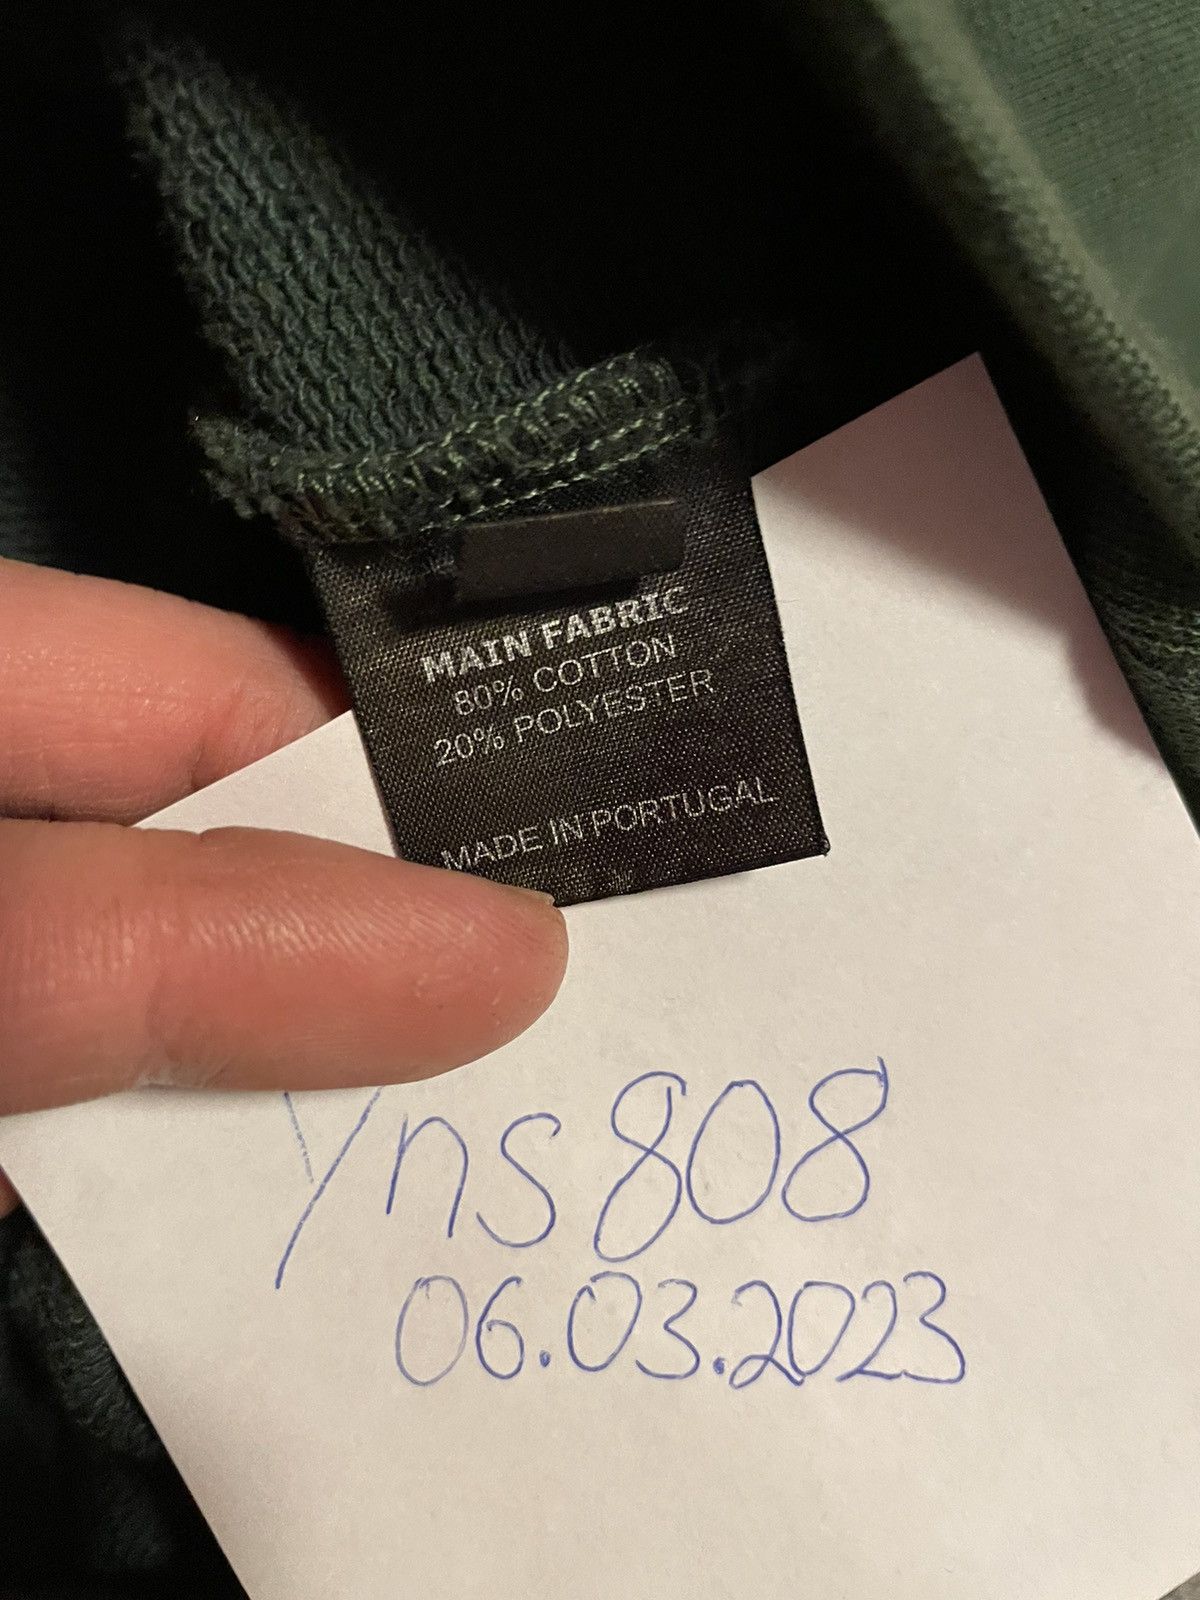 MAIN FABRIC
80% COTTON
20% POLYESTER
MADE IN PORTUGAL
Yns808
06.03.2023